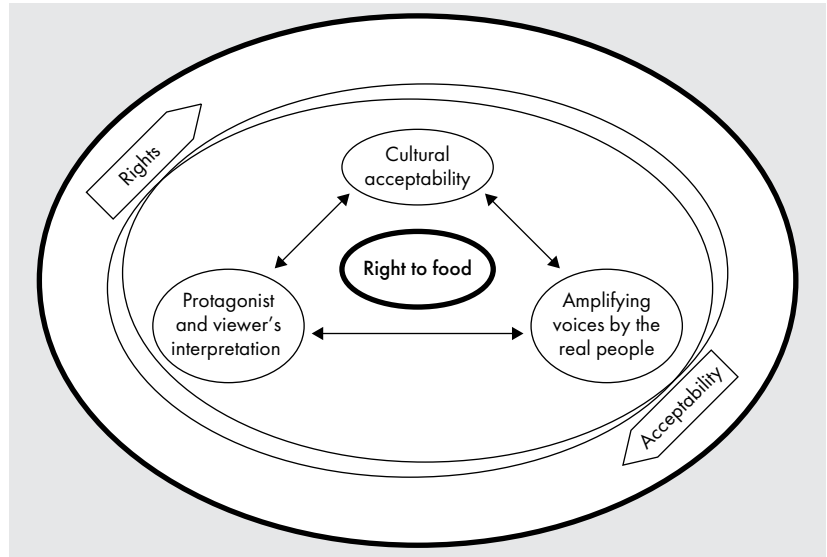 Rights
Cultural
acceptability
Right to food
Protagonist
and viewer's
interpretation
Amplifying
voices by the
real people
Acceptability